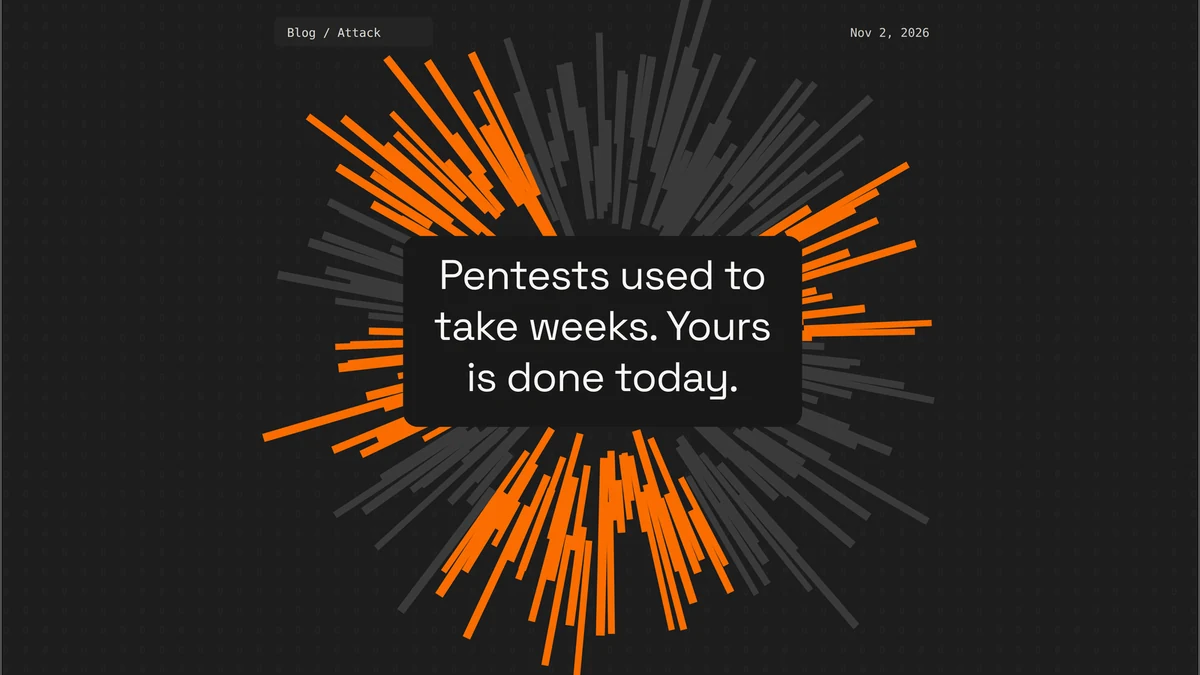 Blog / Attack
Nov 2, 2026
Pentests used to
take weeks. Yours
is done today.